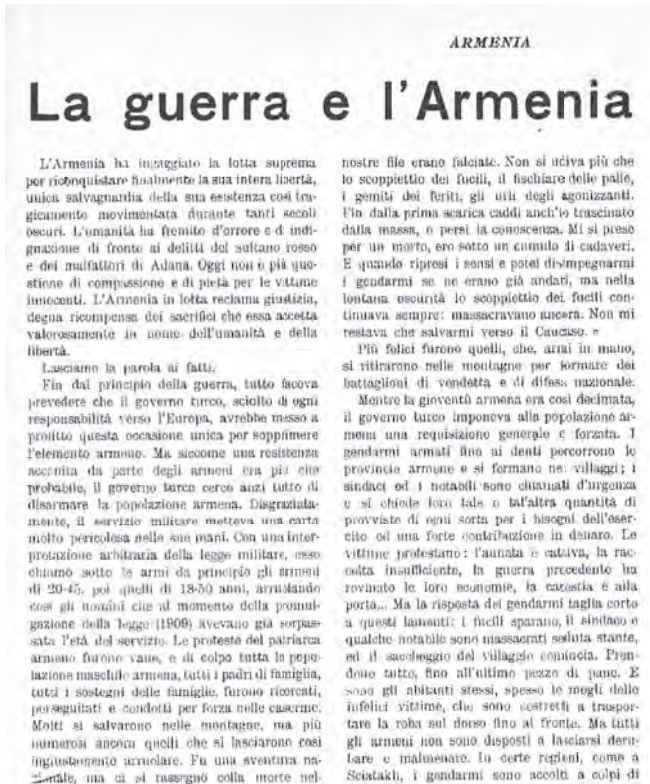 ARMENIA
La guerra e l'Armenia
L'Armenia ha ingaggiato la lotta suprema
per riconquistare finalmente la sua intera libertà,
unica salvaguardia della sua esistenza così tra-
gicamente movimentata durante tanti secoli
oscuri. L'umanità ha fremito d'orrore e d'indi-
gnazione di fronte ai delitti del sultano rosso
e dei malfattori di Adana. Oggi non è più que-
stione di compassione e di pietà per le vittime
innocenti. L'Armenia in lotta reclama giustizia,
degna ricompensa dei sacrifici che essa accetta
valorosamente in nome dell'umanità e della
libertà.
Lasciamo la parola ai fatti.
Fin dal principio della guerra, tutto faceva
prevedere che il governo turco, sciolto di ogni
responsabilità verso l'Europa, avrebbe messo a
profitto questa occasione unica per sopprimere
l'elemento armeno. Ma siccome una resistenza
accanita da parte degli armeni era più che
probabile, il governo turco cercò anzi tutto di
disarmare la popolazione armena. Disgraziata-
mente, il servizio militare metteva una carta
molto pericolosa nelle sue mani. Con una inter-
pretazione arbitraria della legge militare, esso
chiamò sotto le armi da principio gli armeni
di 20-45, poi quelli di 18-50 anni, arruolando
così gli uomini che al momento della promul-
gazione della legge (1909) avevano già sorpas-
sata l'età del servizio. Le proteste del patriarca
armeno furono vane, e di colpo tutta la popo-
lazione maschile armena, tutti i padri di famiglia,
tutti i sostegni delle famiglie, furono ricercati,
perseguitati e condotti per forza nelle caserme.
Molti si salvarono nelle montagne, ma più
numerosi ancora quelli che si lasciarono così
ingiustamente arruolare. Fu una sventura na-
zionale, ma ci si rassegnò colla morte nel-
nostre file erano falciate. Non si udiva più che
lo scoppiettio dei fucili, il fischiare delle palle,
i gemiti dei feriti, gli urli degli agonizzanti.
Fin dalla prima scarica caddi anch'io trascinato
dalla massa, e persi la conoscenza. Mi si prese
per un morto, ero sotto un cumulo di cadaveri.
E quando ripresi i sensi e potei disimpegnarmi
i gendarmi se ne erano già andati, ma nella
lontana oscurità lo scoppiettio dei fucili con-
tinuava sempre: massacravano ancora. Non mi
restava che salvarmi verso il Caucaso. »
Più felici furono quelli, che, armi in mano,
si ritirarono nelle montagne per formare dei
battaglioni di vendetta e di difesa nazionale.
Mentre la gioventù armena era così decimata,
il governo turco imponeva alla popolazione ar-
mena una requisizione generale e forzata. I
gendarmi armati fino ai denti percorrono le
provincie armene e si formano nei villaggi; i
sindaci ed i notabili sono chiamati d'urgenza
e si chiede loro tale o tal'altra quantità di
provviste di ogni sorta per i bisogni dell'eser-
cito ed una forte contribuzione in denaro. Le
vittime protestano: l'annata è cattiva, la rac-
colta insufficiente, la guerra precedente ha
rovinato le loro economie, la carestia è alla
porta... Ma la risposta dei gendarmi taglia corto
a questi lamenti: i fucili sparano, il sindaco e
qualche notabile sono massacrati seduta stante,
ed il saccheggio del villaggio comincia. Pren-
dono tutto, fino all'ultimo pezzo di pane. E
sono gli abitanti stessi, spesso le mogli delle
infelici vittime, che sono costretti a traspor-
tare la roba sul dorso fino al fronte. Ma tutti
gli armeni non sono disposti a lasciarsi deru-
bare e malmenare. In certe regioni, come a
Sciatakh, i gendarmi sono accolti a colpi di